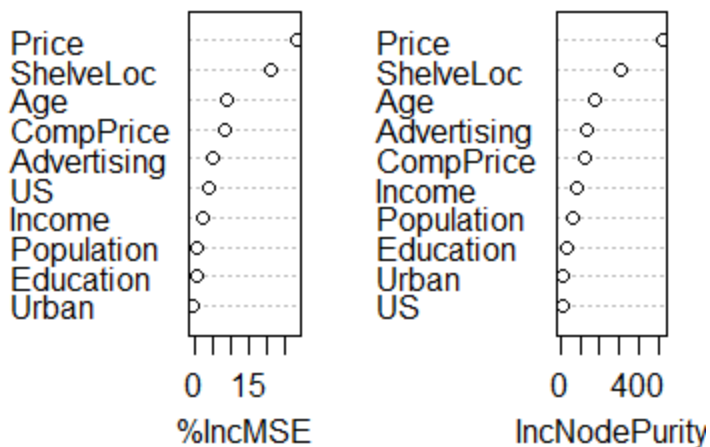 Price
ShelveLoc
Age
CompPrice
Advertising
US
Income
Population
Education
Urban
0 15
%IncMSE
Price
ShelveLoc
Age
Advertising
CompPrice
Income
Population
Education
Urban
US
0 400
IncNodePurity